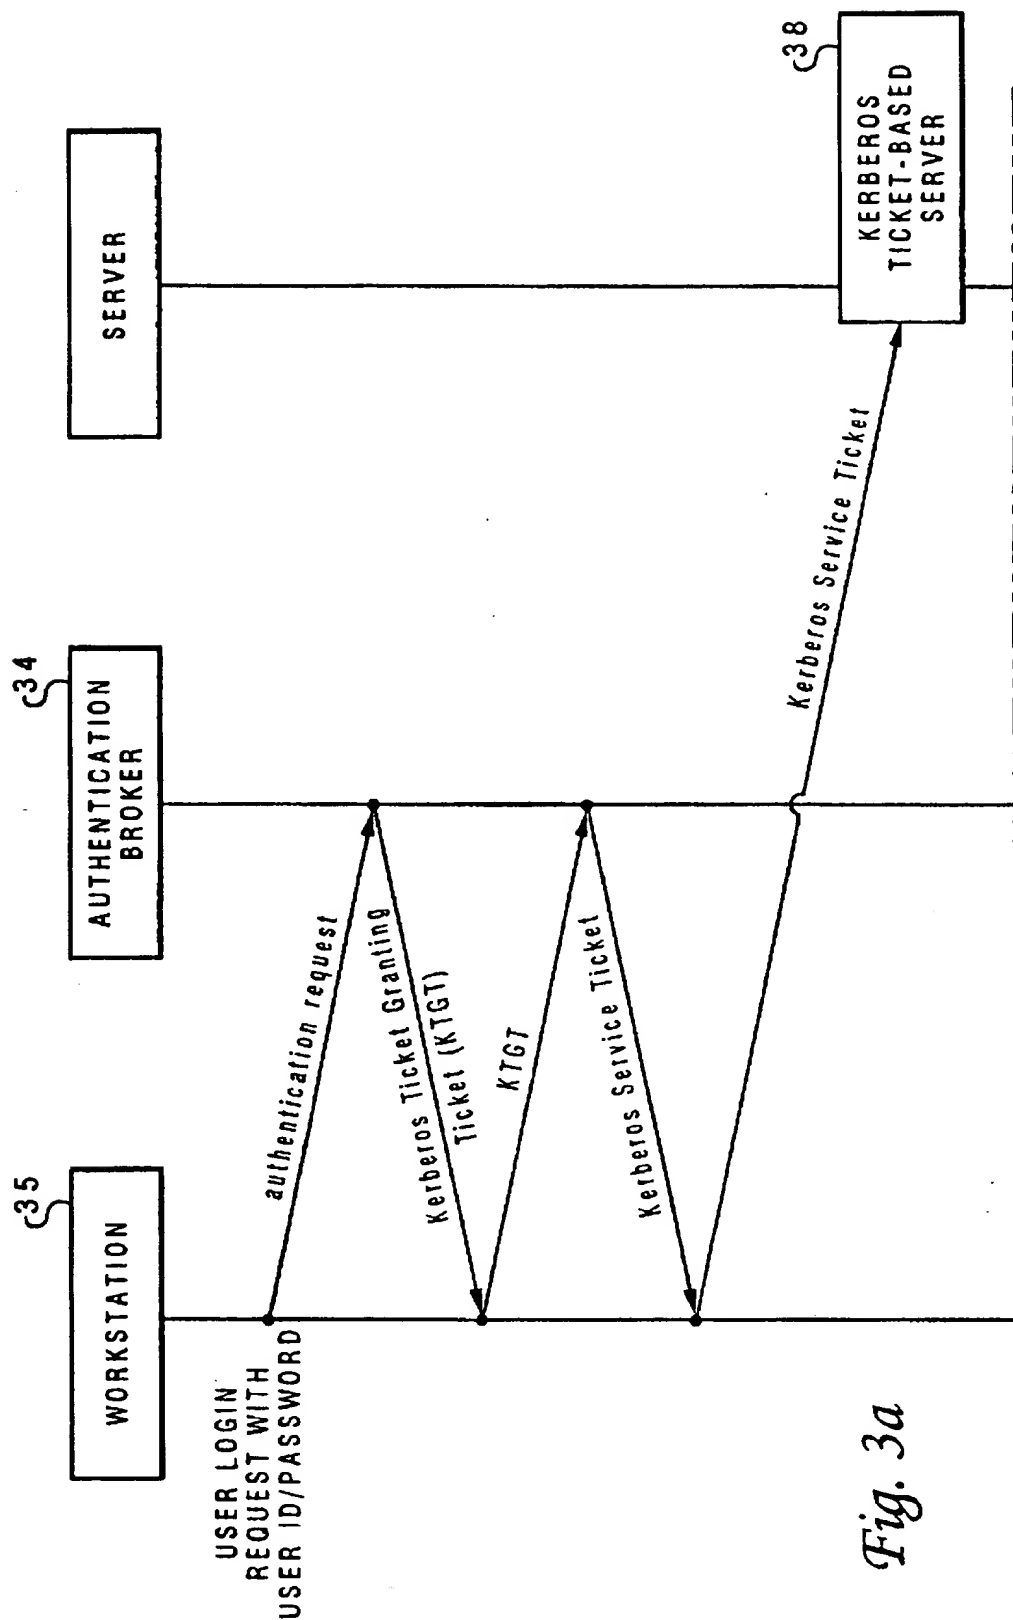 35
WORKSTATION
34
AUTHENTICATION
BROKER
SERVER
USER LOGIN
REQUEST WITH
USER ID/PASSWORD
authentication request
Kerberos Ticket Granting
Ticket (KTGT)
KTGT
Kerberos Service Ticket
Kerberos Service Ticket
38
KERBEROS
TICKET-BASED
SERVER
Fig. 3a